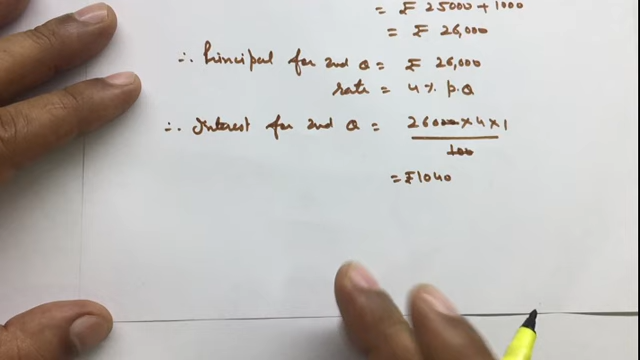 = ₹ 25000 + 1000
= ₹ 26,000
∴ Principal for 2nd Q = ₹ 26,000
rate = 4% p.Q
∴ Interest for 2nd Q = 26000 × 4 × 1
100
= ₹1040